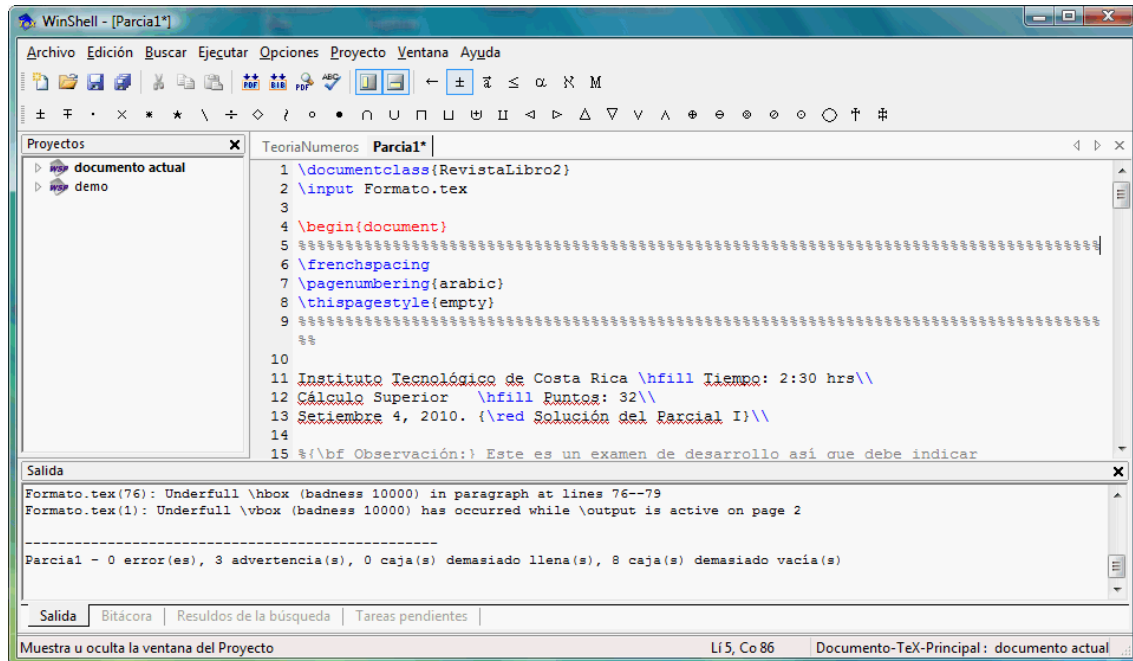 WinShell - [Parcia1*]
Archivo Edición Buscar Ejecutar Opciones Proyecto Ventana Ayuda
PDF BIB PDF ABC ← ± a ≤ α ℵ M
± ∓ · × * ⋆ \ ÷ ◇ ≀ ∘ • ∩ ∪ ⊓ ⊔ ⊎ ⨿ ◁ ▷ △ ▽ ∨ ∧ ⊕ ⊖ ⊗ ⊘ ⊙ ◯ † ‡
Proyectos
TeoriaNumeros Parcia1*
WSP documento actual
WSP demo
1 \documentclass{RevistaLibro2}
2 \input Formato.tex
3
4 \begin{document}
5 %%%%%%%%%%%%%%%%%%%%%%%%%%%%%%%%%%%%%%%%%%%%%%%%%%%%%%%%%%%%%%%%%%%%%%%%%%%%%%%%%%%%%%%
6 \frenchspacing
7 \pagenumbering{arabic}
8 \thispagestyle{empty}
9 %%%%%%%%%%%%%%%%%%%%%%%%%%%%%%%%%%%%%%%%%%%%%%%%%%%%%%%%%%%%%%%%%%%%%%%%%%%%%%%%%%%%%%%
%%
10
11 Instituto Tecnológico de Costa Rica \hfill Tiempo: 2:30 hrs\\
12 Cálculo Superior \hfill Puntos: 32\\
13 Setiembre 4, 2010. {\red Solución del Parcial I}\\
14
15 %{\bf Observación:} Este es un examen de desarrollo así que debe indicar
Salida
Formato.tex(76): Underfull \hbox (badness 10000) in paragraph at lines 76--79
Formato.tex(1): Underfull \vbox (badness 10000) has occurred while \output is active on page 2
--------------------------------------------------
Parcia1 - 0 error(es), 3 advertencia(s), 0 caja(s) demasiado llena(s), 8 caja(s) demasiado vacía(s)
Salida Bitácora Resuldos de la búsqueda Tareas pendientes
Muestra u oculta la ventana del Proyecto Lí 5, Co 86 Documento-TeX-Principal : documento actual